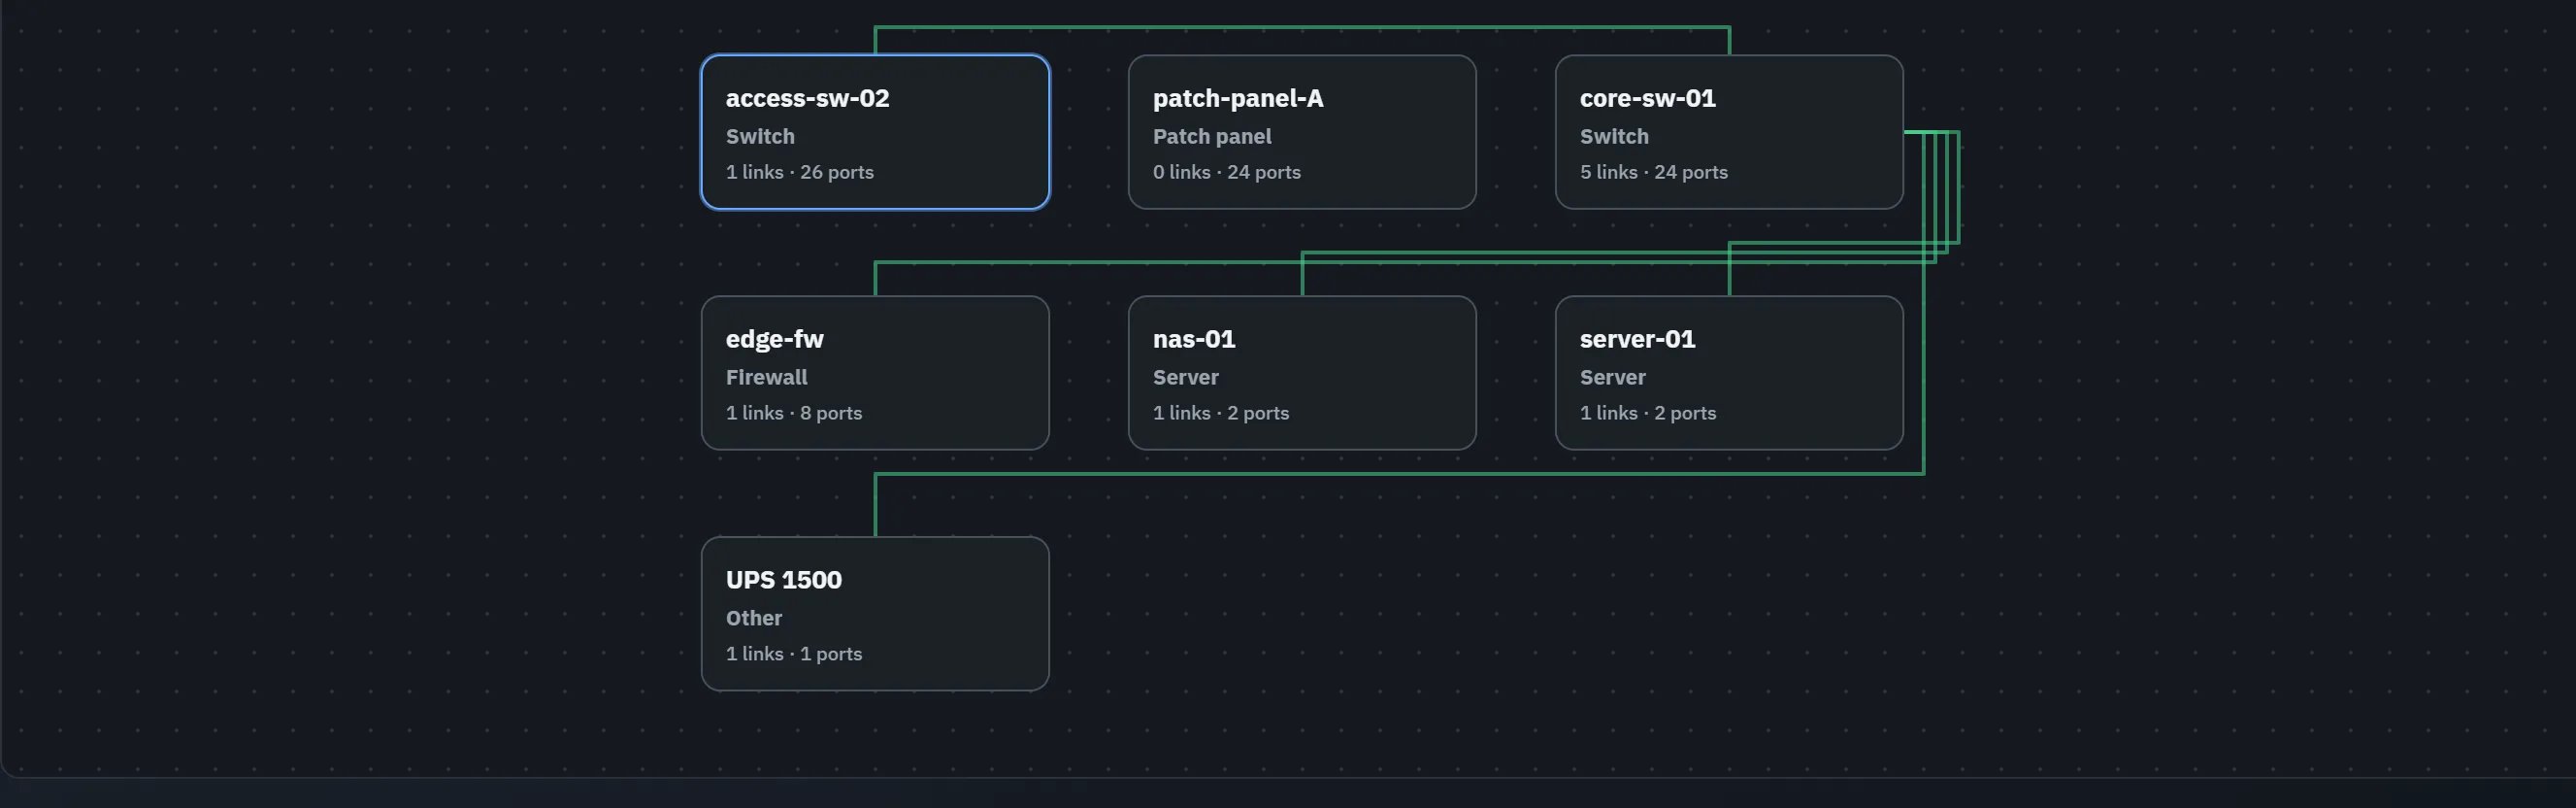 access-sw-02
Switch
1 links · 26 ports
patch-panel-A
Patch panel
0 links · 24 ports
core-sw-01
Switch
5 links · 24 ports
edge-fw
Firewall
1 links · 8 ports
nas-01
Server
1 links · 2 ports
server-01
Server
1 links · 2 ports
UPS 1500
Other
1 links · 1 ports